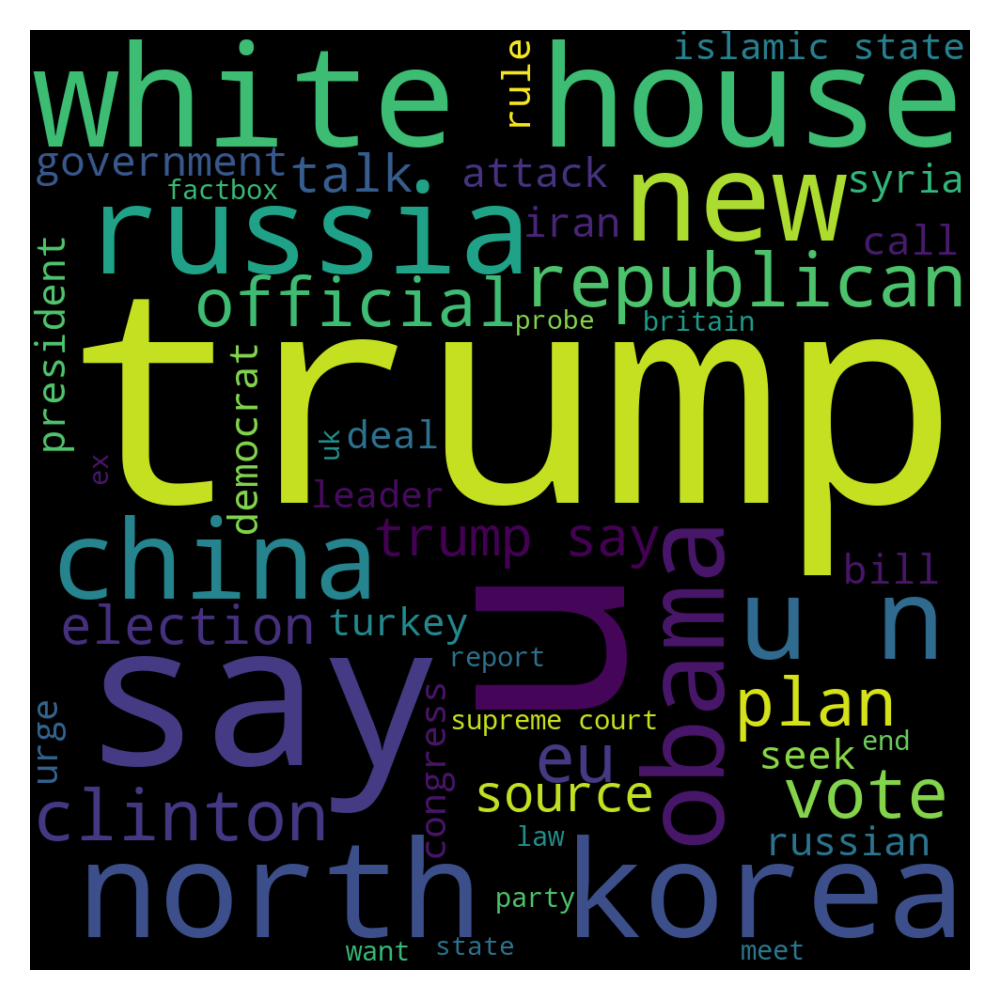 islamic state
rule
white house
government
talk
attack
new
syria
factbox
russia
iran
call
president
official
republican
probe
britain
trump
democrat
uk
deal
ex
leader
china
trump say
obama
bill
u
u n
election
turkey
say
report
congress
plan
urge
supreme court
eu
seek
end
clinton
source
vote
law
russian
north korea
party
want
state
meet